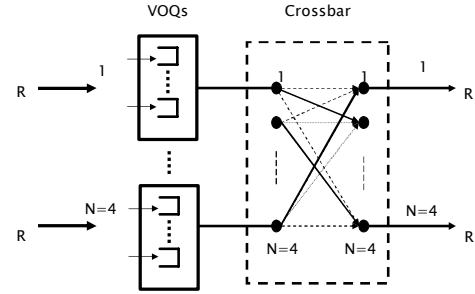 VOQs Crossbar
1 1 1 1
R R
N=4 N=4
R R
N=4 N=4